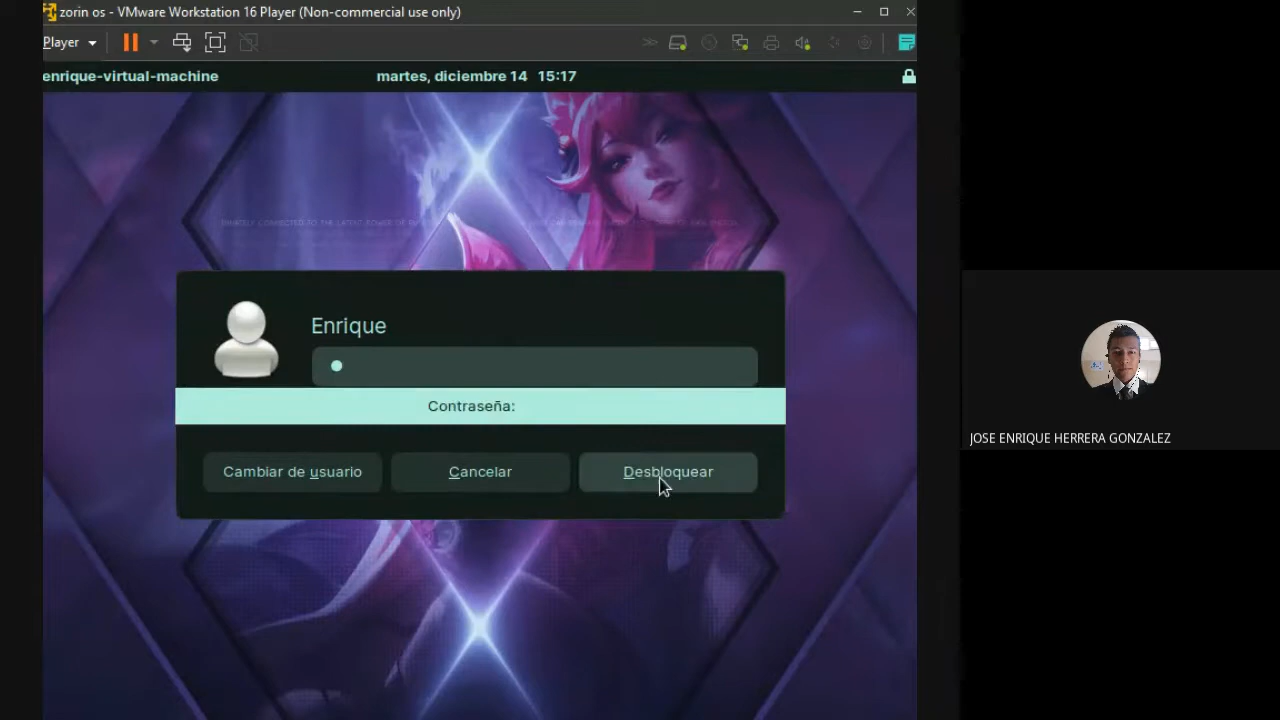 zorin os - VMware Workstation 16 Player (Non-commercial use only)
Player
enrique-virtual-machine
martes, diciembre 14 15:17
Enrique
Contraseña:
Cambiar de usuario
Cancelar
Desbloquear
JOSE ENRIQUE HERRERA GONZALEZ